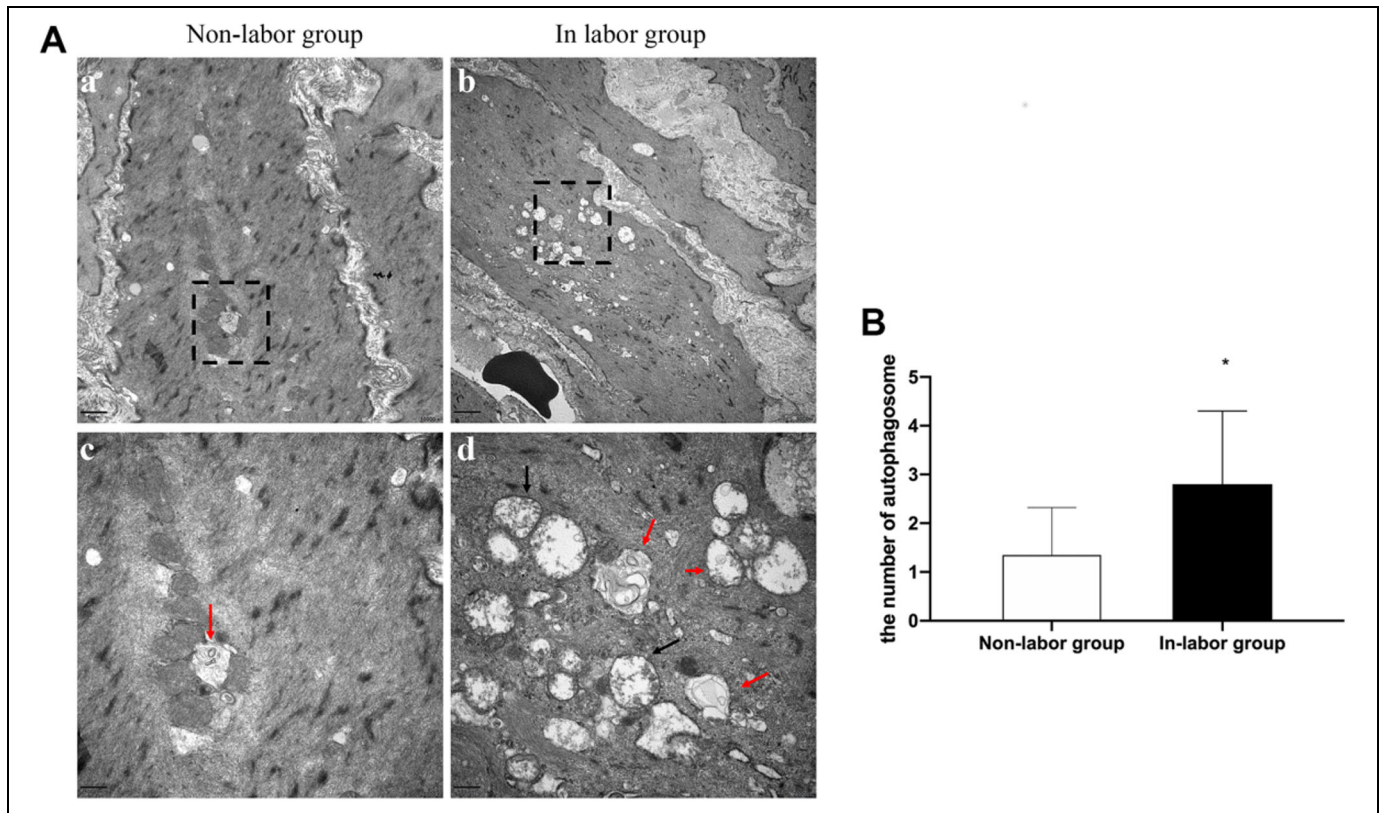 A
Non-labor group
In labor group
a
b
c
d
B
the number of autophagosome
5
4
3
2
1
0
*
Non-labor group
In-labor group